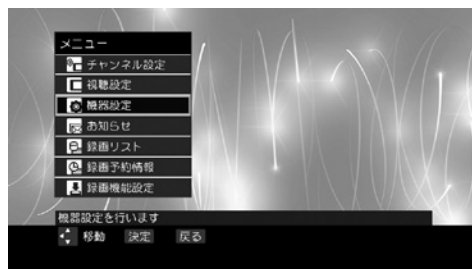 メニュー
チャンネル設定
視聴設定
機器設定
お知らせ
録画リスト
録画予約情報
録画機能設定
機器設定を行います
移動 決定 戻る